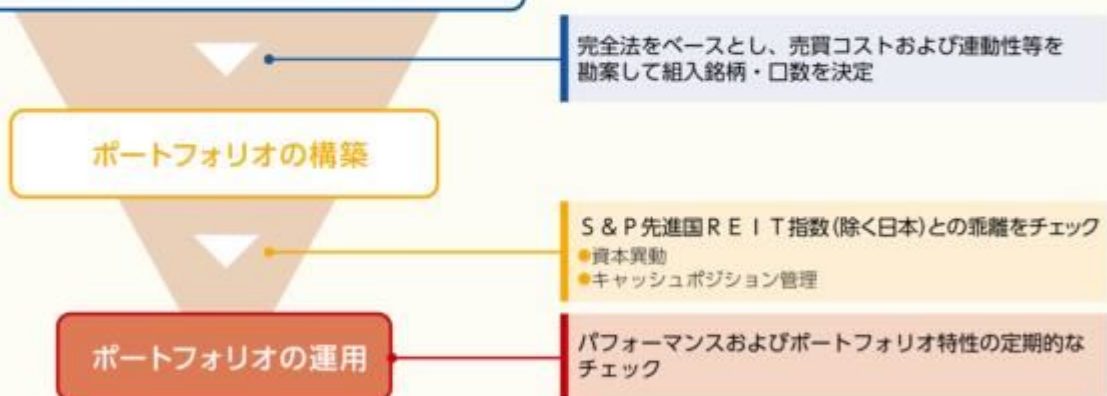 完全法をベースとし、売買コストおよび連動性等を
勘案して組入銘柄・口数を決定
ポートフォリオの構築
S&P先進国REIT指数(除く日本)との乖離をチェック
●資本異動
●キャッシュポジション管理
ポートフォリオの運用
パフォーマンスおよびポートフォリオ特性の定期的な
チェック